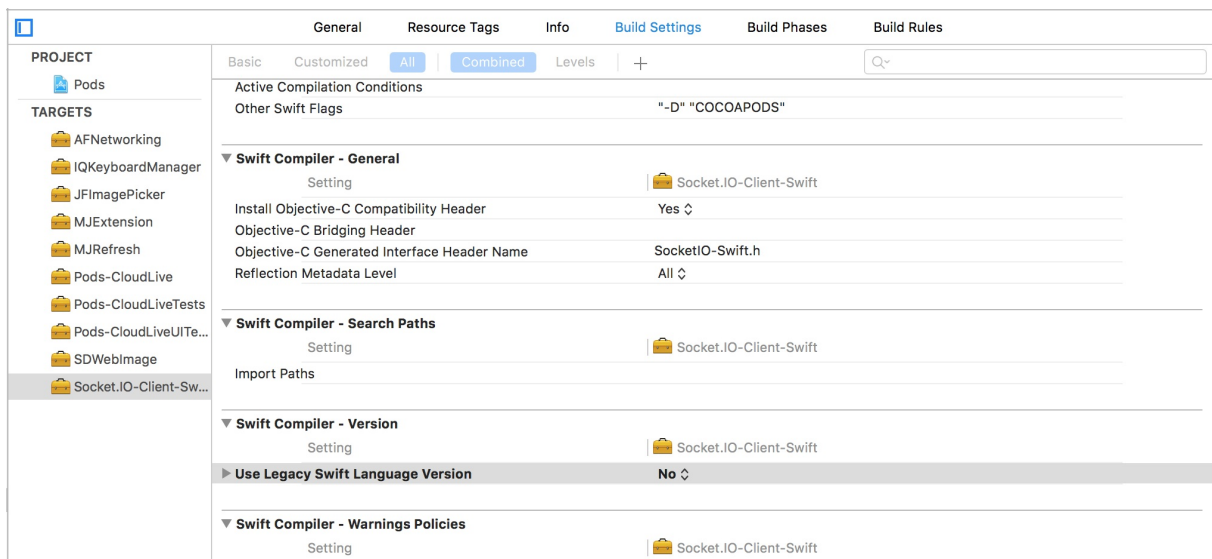 General Resource Tags Info Build Settings Build Phases Build Rules
PROJECT
Pods
TARGETS
AFNetworking
IQKeyboardManager
JFImagePicker
MJExtension
MJRefresh
Pods-CloudLive
Pods-CloudLiveTests
Pods-CloudLiveUITe...
SDWebImage
Socket.IO-Client-Sw...
Basic Customized All Combined Levels +
Active Compilation Conditions
Other Swift Flags "-D" "COCOAPODS"
Swift Compiler - General
Setting Socket.IO-Client-Swift
Install Objective-C Compatibility Header Yes
Objective-C Bridging Header
Objective-C Generated Interface Header Name SocketIO-Swift.h
Reflection Metadata Level All
Swift Compiler - Search Paths
Setting Socket.IO-Client-Swift
Import Paths
Swift Compiler - Version
Setting Socket.IO-Client-Swift
Use Legacy Swift Language Version No
Swift Compiler - Warnings Policies
Setting Socket.IO-Client-Swift